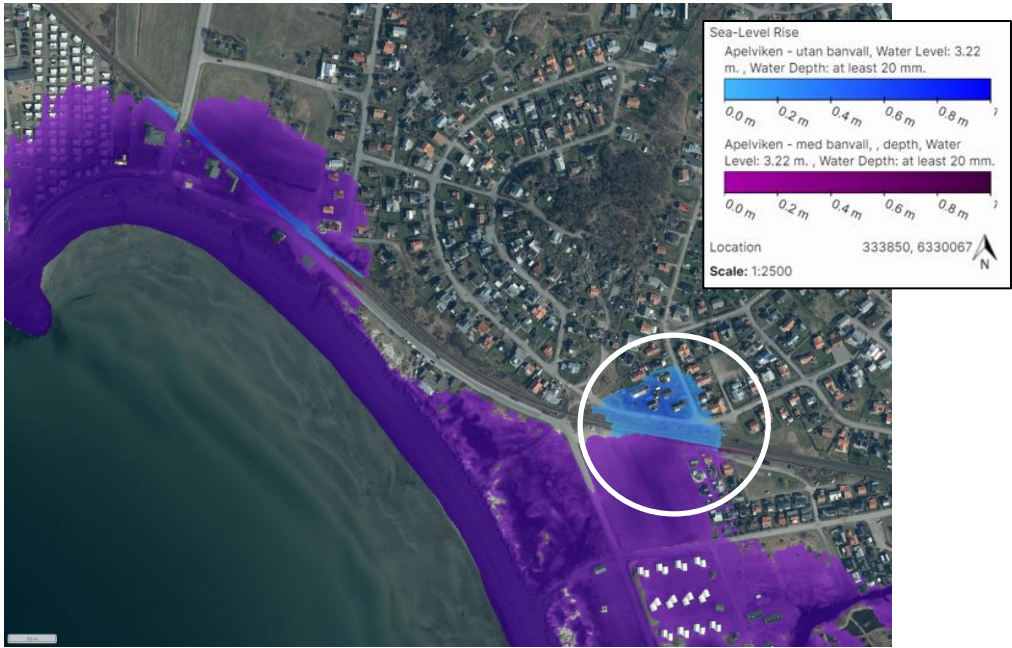 Sea-Level Rise
Apelviken - utan banvall, Water Level: 3.22
m. , Water Depth: at least 20 mm.
0.0 m 0.2 m 0.4 m 0.6 m 0.8 m
Apelviken - med banvall, , depth, Water
Level: 3.22 m. , Water Depth: at least 20 mm.
0.0 m 0.2 m 0.4 m 0.6 m 0.8 m
Location 333850, 6330067
N
Scale: 1:2500